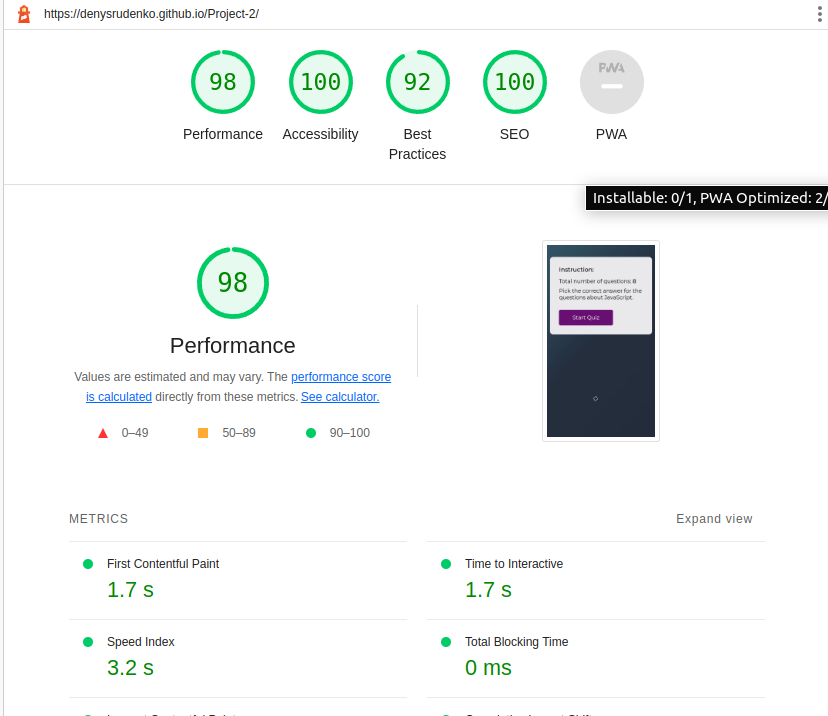 https://denysrudenko.github.io/Project-2/
98
100
92
100
PWA
Performance
Accessibility
Best
Practices
SEO
PWA
Installable: 0/1, PWA Optimized: 2/
98
Performance
Values are estimated and may vary. The performance score
is calculated directly from these metrics. See calculator.
0–49
50–89
90–100
Instruction:
Total number of questions: 8
Pick the correct answer for the
questions about JavaScript.
Start Quiz
METRICS
Expand view
First Contentful Paint
1.7 s
Time to Interactive
1.7 s
Speed Index
3.2 s
Total Blocking Time
0 ms